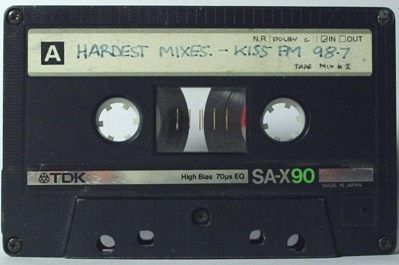 N.R. DOLBY C ☑IN ☐OUT
A HARDEST MIXES. - KISS FM 98.7
TAPE MIX # 2
TDK High Bias 70μs EQ SA-X90
MADE IN JAPAN